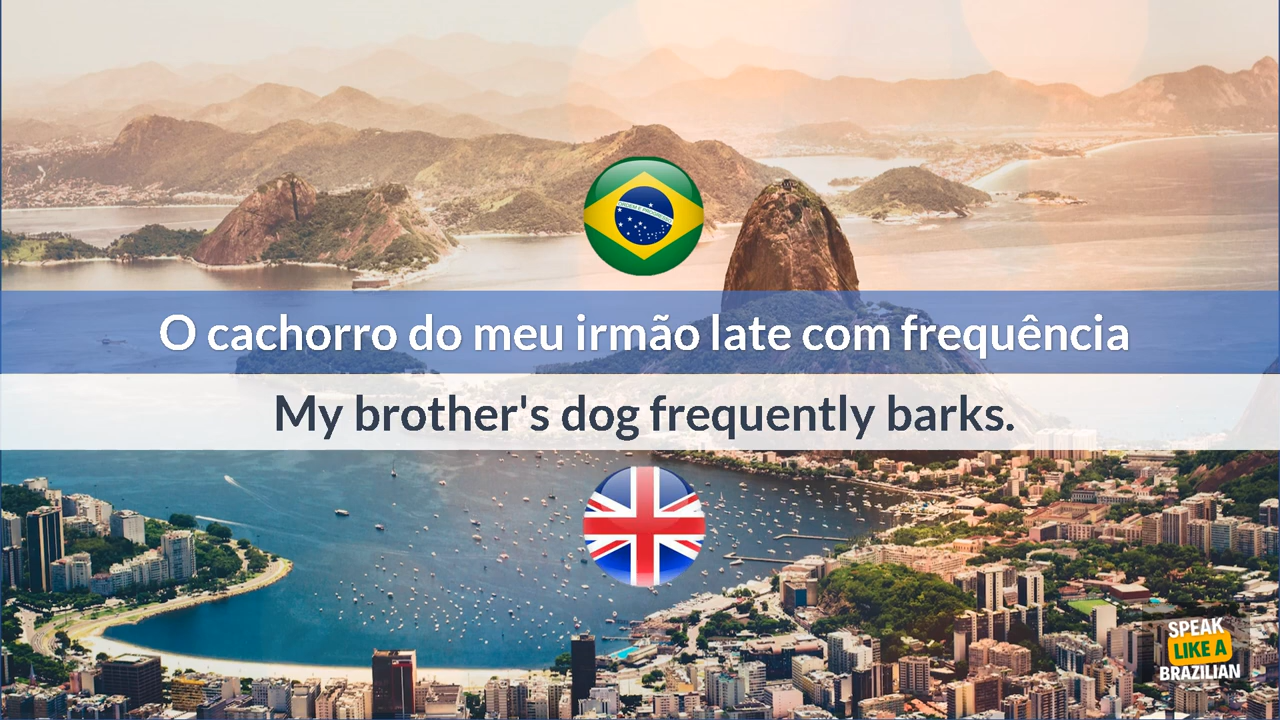 O cachorro do meu irmão late com frequência
My brother's dog frequently barks.
SPEAK
LIKE A
BRAZILIAN